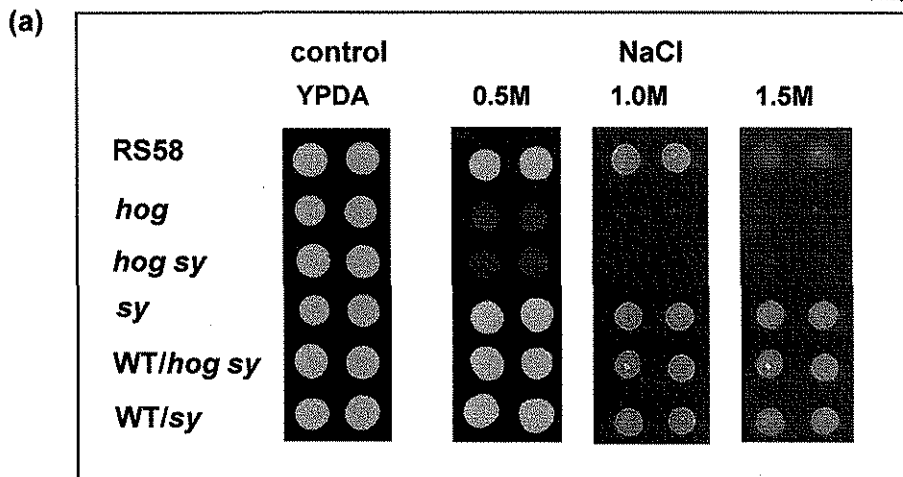 (a)
control NaCl
YPDA 0.5M 1.0M 1.5M
RS58
hog
hog sy
sy
WT/hog sy
WT/sy